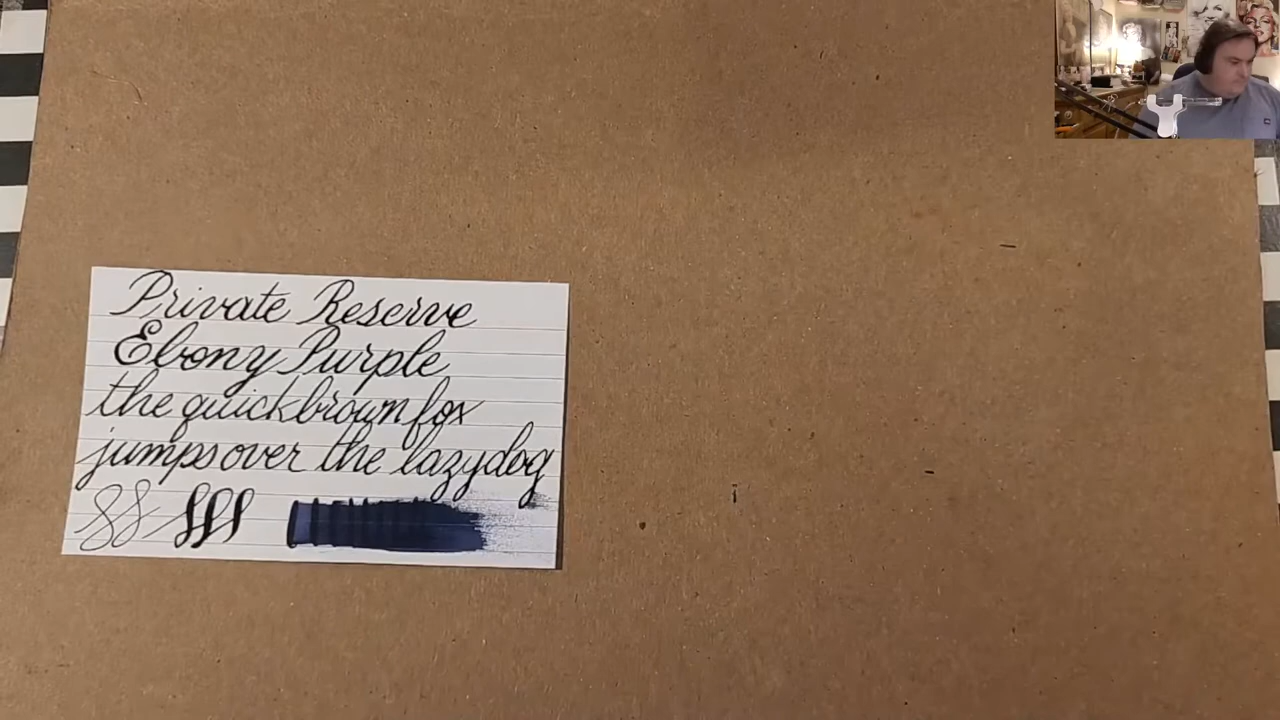 Private Reserve
Ebony Purple
the quick brown fox
jumps over the lazy dog